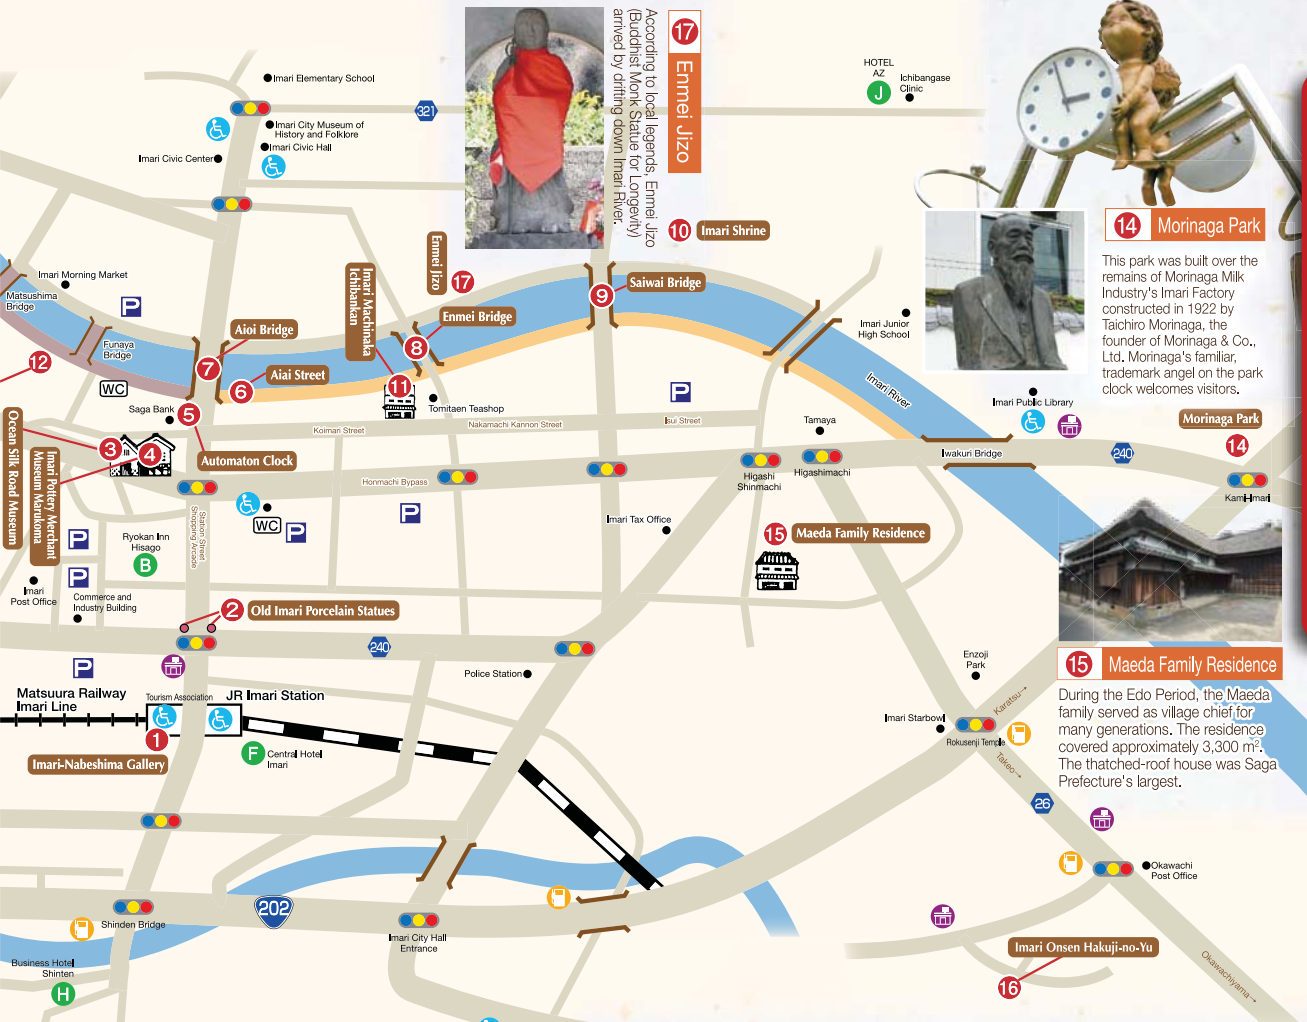 Imari Elementary School
321
Imari City Museum of
History and Folklore
Imari Civic Hall
Imari Civic Center
17
Enmei Jizo
According to local legends, Enmei Jizo
(Buddhist Monk Statue for Longevity)
arrived by drifting down Imari River.
HOTEL
AZ
J
Ichibangase
Clinic
14
Morinaga Park
This park was built over the
remains of Morinaga Milk
Industry's Imari Factory
constructed in 1922 by
Taichiro Morinaga, the
founder of Morinaga & Co.,
Ltd. Morinaga's familiar,
trademark angel on the park
clock welcomes visitors.
10
Imari Shrine
Enmei Jizo
17
Imari Machinaka
Ichibankan
Imari Morning Market
Matsushima
Bridge
P
Funaya
Bridge
12
WC
Aioi Bridge
7
6
Aiai Street
Enmei Bridge
8
11
Saiwai Bridge
9
Imari Junior
High School
Imari River
Imari Public Library
Morinaga Park
14
Saga Bank
5
Tomitaen Teashop
P
Koimari Street
Nakamachi Kannon Street
Isui Street
Tamaya
Iwakuri Bridge
240
Kami-Imari
Ocean Silk Road Museum
3
4
Imari Pottery Merchant
Museum Marukoma
Automaton Clock
Honmachi Bypass
Higashi
Shinmachi
Higashimachi
Station Street
Shopping Arcade
WC
P
P
P
Ryokan Inn
Hisago
B
Imari Tax Office
15
Maeda Family Residence
Imari
Post Office
P
Commerce and
Industry Building
2
Old Imari Porcelain Statues
240
P
Police Station
Enzoji
Park
15
Maeda Family Residence
During the Edo Period, the Maeda
family served as village chief for
many generations. The residence
covered approximately 3,300 m².
The thatched-roof house was Saga
Prefecture's largest.
Matsuura Railway
Imari Line
Tourism Association
JR Imari Station
1
Imari-Nabeshima Gallery
F
Central Hotel
Imari
Imari Starbowl
Rokusenji Temple
Karatsu→
Takeo→
26
Okawachi
Post Office
202
Shinden Bridge
Imari City Hall
Entrance
Business Hotel
Shinten
H
Imari Onsen Hakuji-no-Yu
16
Okawachiyama→